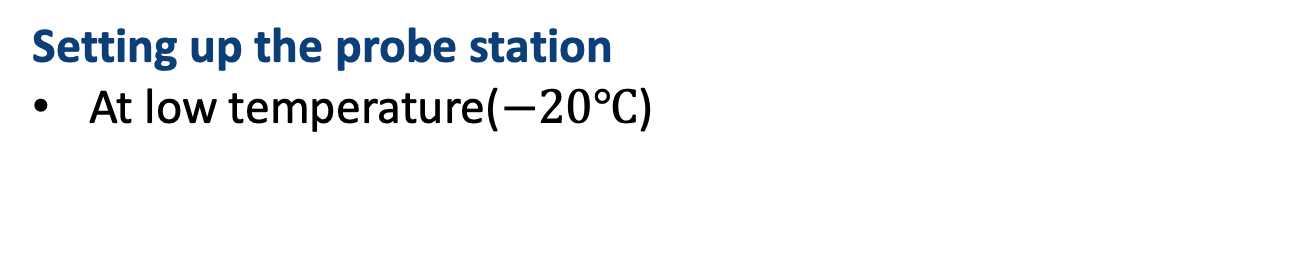 Setting up the probe station
• At low temperature(−20℃)